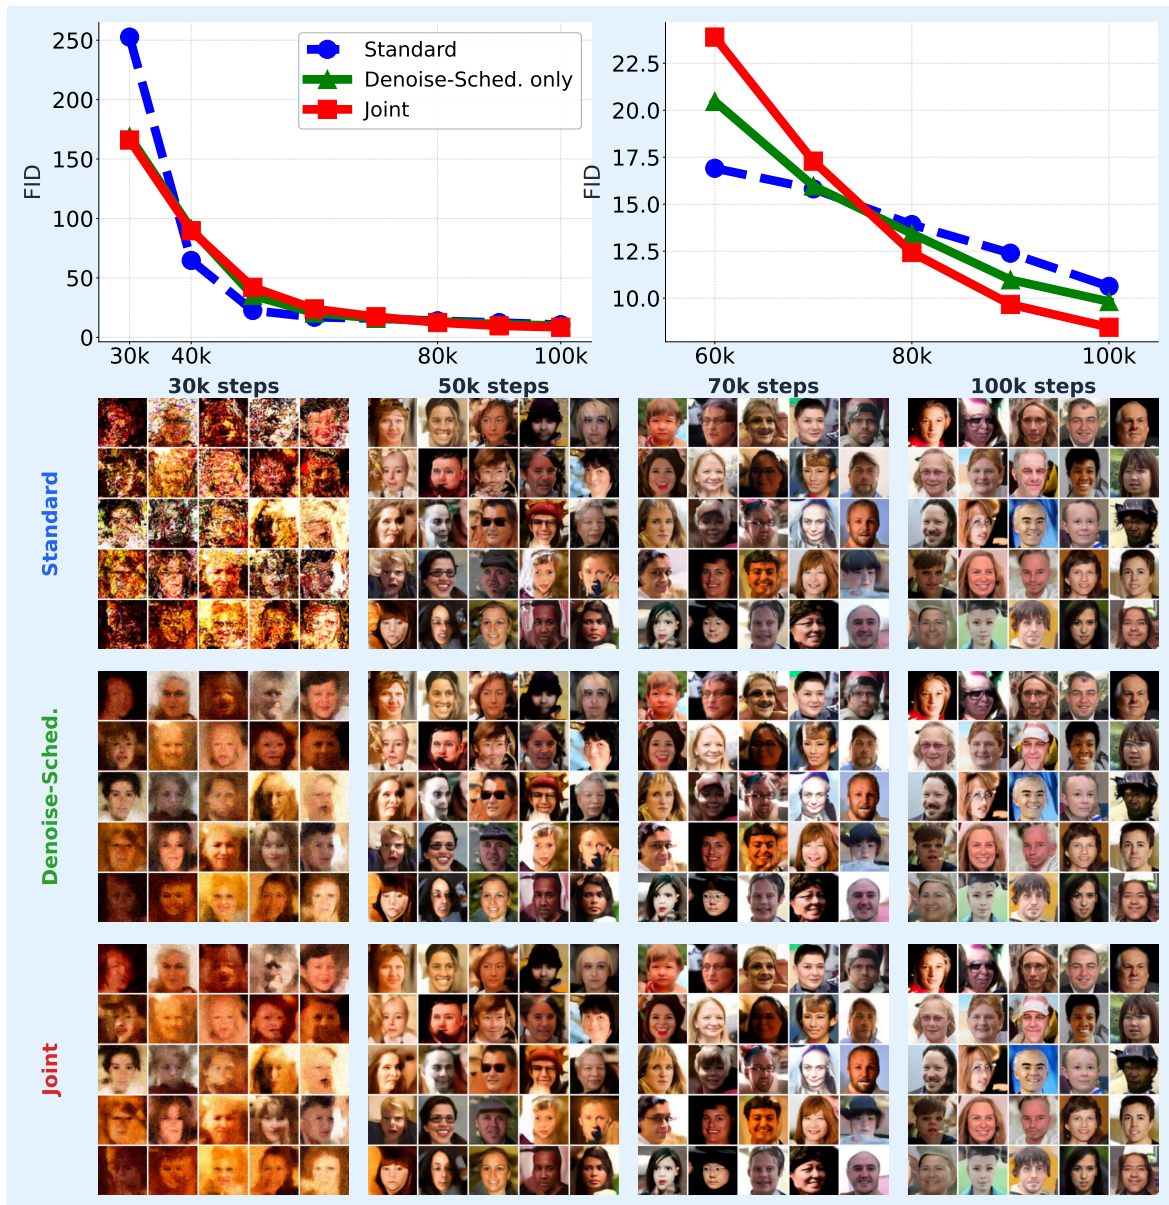 FID
250
200
150
100
50
0
30k 40k 80k 100k
Standard
Denoise-Sched. only
Joint
FID
22.5
20.0
17.5
15.0
12.5
10.0
60k 80k 100k
30k steps 50k steps 70k steps 100k steps
Standard
Denoise-Sched.
Joint